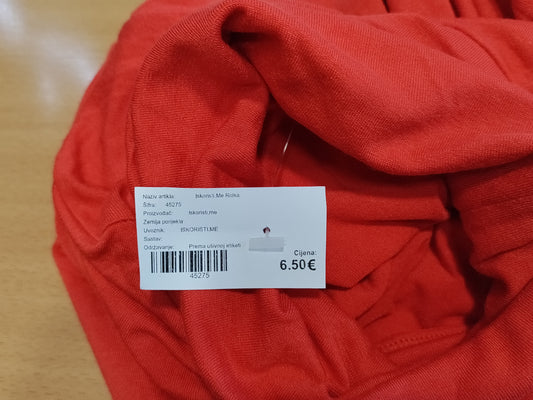 Naziv artikla: Iskoristi.Me Rolka
Šifra: 45275
Proizvođač: Iskoristi.me
Zemlja porijekla
Uvoznik: ISKORISTI.ME
Sastav:
Održavanje: Prema ušivnoj etiketi
Cijena:
6.50€
45275